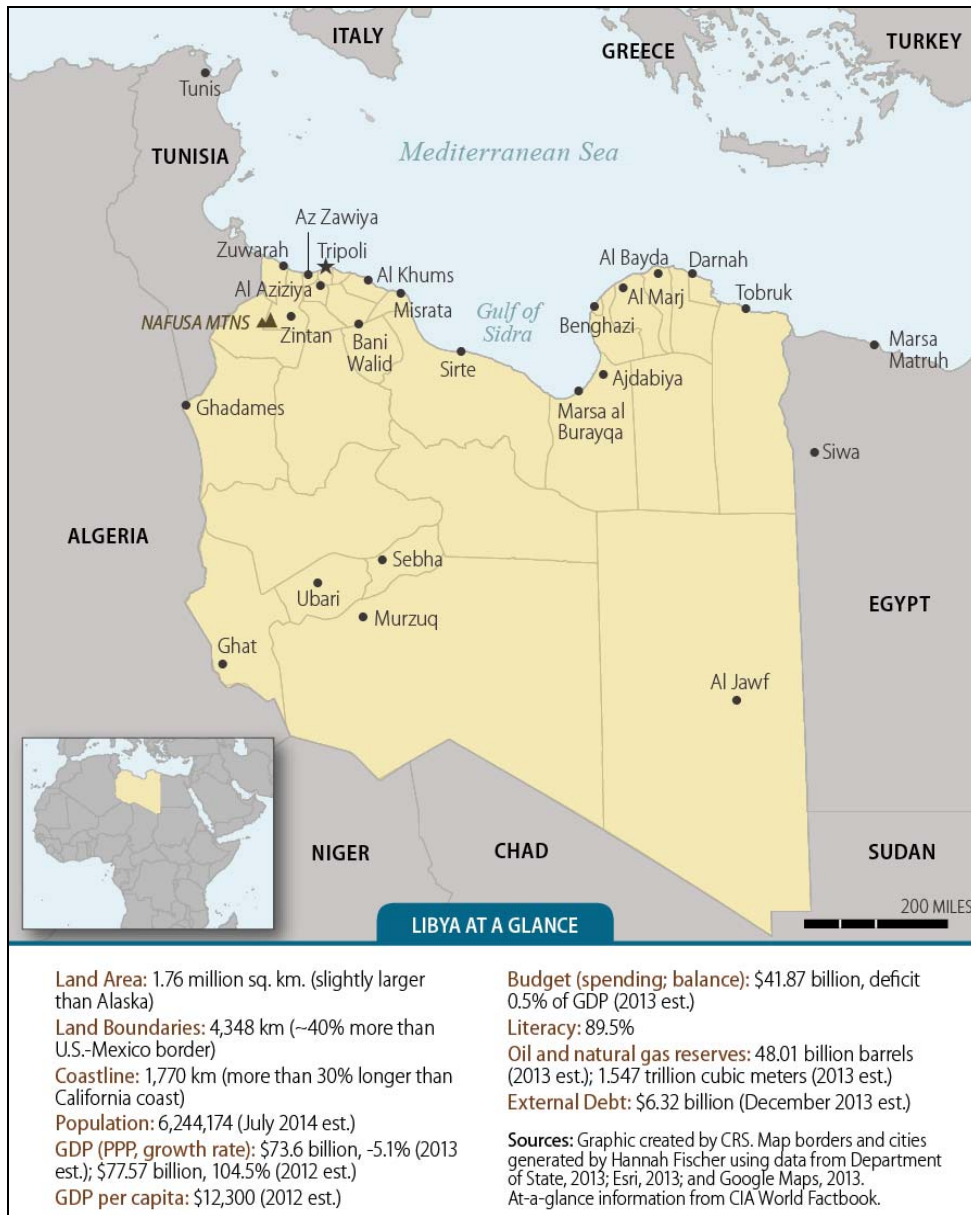 ITALY
GREECE
TURKEY
Tunis
TUNISIA
Mediterranean Sea
Az Zawiya
Zuwarah
Tripoli
Al Bayda
Darnah
Al Aziziya
Al Khums
Al Marj
Tobruk
NAFUSA MTNS
Zintan
Misrata
Gulf of
Sidra
Benghazi
Bani
Walid
Sirte
Marsa
Matruh
Ghadames
Ajdabiya
Marsa al
Burayqa
Siwa
ALGERIA
Sebha
Ubari
Murzuq
EGYPT
Ghat
Al Jawf
NIGER
CHAD
SUDAN
200 MILES
LIBYA AT A GLANCE
Land Area: 1.76 million sq. km. (slightly larger
than Alaska)
Land Boundaries: 4,348 km (~40% more than
U.S.-Mexico border)
Coastline: 1,770 km (more than 30% longer than
California coast)
Population: 6,244,174 (July 2014 est.)
GDP (PPP, growth rate): $73.6 billion, -5.1% (2013
est.); $77.57 billion, 104.5% (2012 est.)
GDP per capita: $12,300 (2012 est.)
Budget (spending; balance): $41.87 billion, deficit
0.5% of GDP (2013 est.)
Literacy: 89.5%
Oil and natural gas reserves: 48.01 billion barrels
(2013 est.); 1.547 trillion cubic meters (2013 est.)
External Debt: $6.32 billion (December 2013 est.)
Sources: Graphic created by CRS. Map borders and cities
generated by Hannah Fischer using data from Department
of State, 2013; Esri, 2013; and Google Maps, 2013.
At-a-glance information from CIA World Factbook.